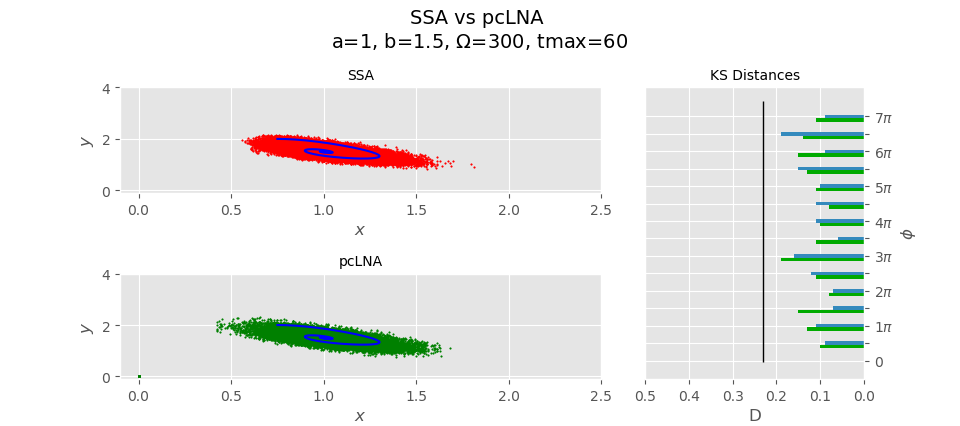 SSA vs pcLNA
a=1, b=1.5, Ω=300, tmax=60
SSA
4
2
0
y
0.0 0.5 1.0 1.5 2.0 2.5
x
pcLNA
4
2
0
y
0.0 0.5 1.0 1.5 2.0 2.5
x
KS Distances
7π
6π
5π
4π
3π
2π
1π
0
ϕ
0.5 0.4 0.3 0.2 0.1 0.0
D